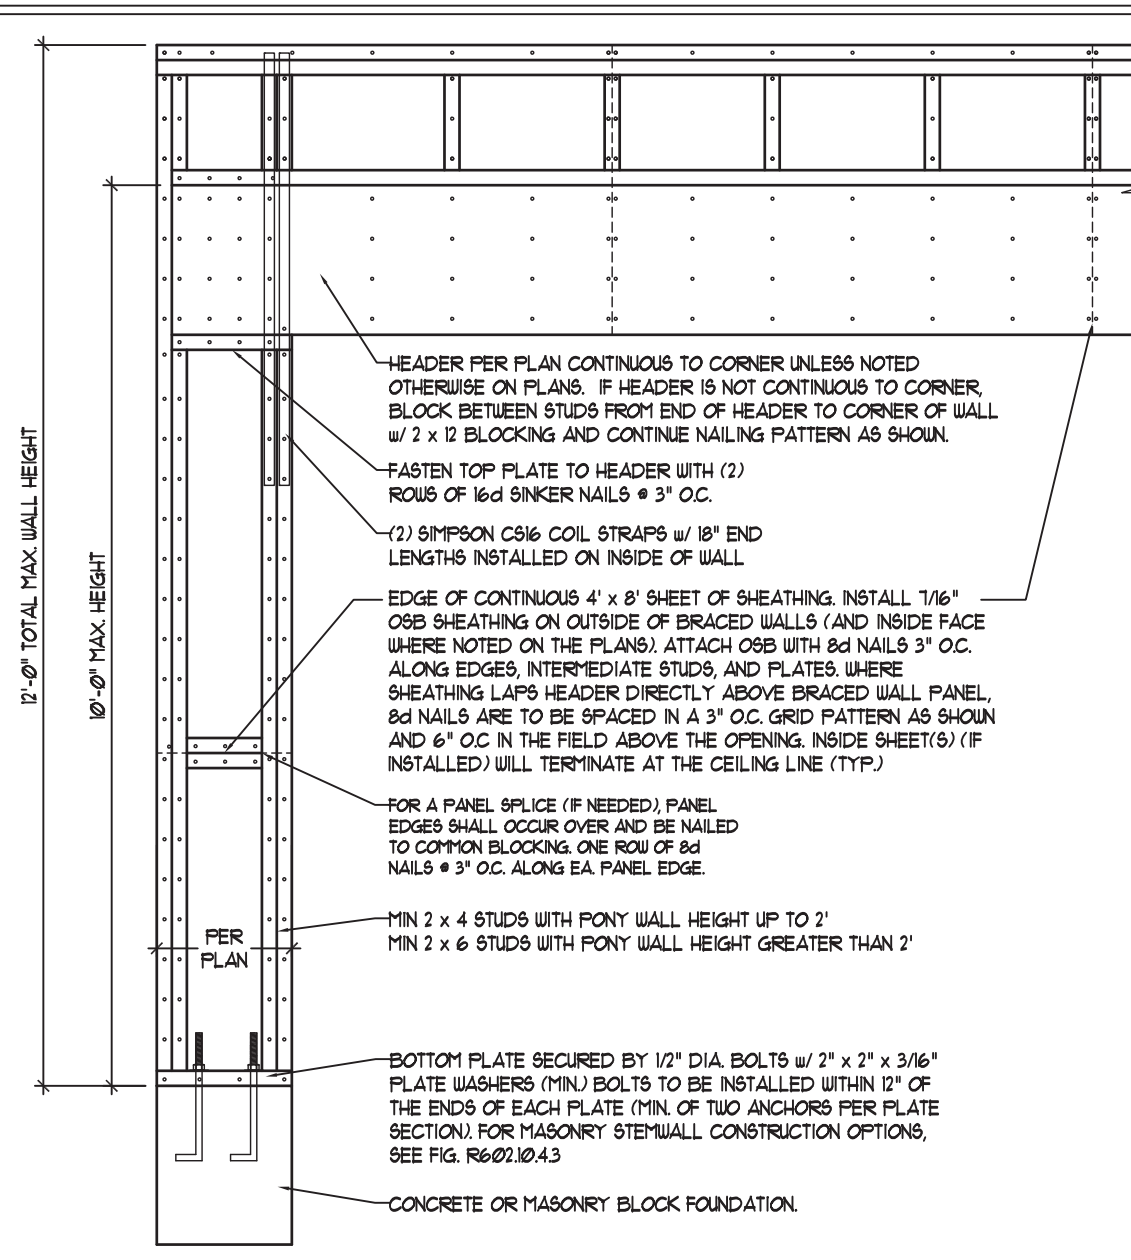 12'-0" TOTAL MAX. WALL HEIGHT
10'-0" MAX. HEIGHT
HEADER PER PLAN CONTINUOUS TO CORNER UNLESS NOTED
OTHERWISE ON PLANS. IF HEADER IS NOT CONTINUOUS TO CORNER,
BLOCK BETWEEN STUDS FROM END OF HEADER TO CORNER OF WALL
w/ 2 x 12 BLOCKING AND CONTINUE NAILING PATTERN AS SHOWN.
FASTEN TOP PLATE TO HEADER WITH (2)
ROWS OF 16d SINKER NAILS @ 3" O.C.
(2) SIMPSON CS16 COIL STRAPS w/ 18" END
LENGTHS INSTALLED ON INSIDE OF WALL
EDGE OF CONTINUOUS 4' x 8' SHEET OF SHEATHING. INSTALL 7/16"
OSB SHEATHING ON OUTSIDE OF BRACED WALLS (AND INSIDE FACE
WHERE NOTED ON THE PLANS). ATTACH OSB WITH 8d NAILS 3" O.C.
ALONG EDGES, INTERMEDIATE STUDS, AND PLATES. WHERE
SHEATHING LAPS HEADER DIRECTLY ABOVE BRACED WALL PANEL,
8d NAILS ARE TO BE SPACED IN A 3" O.C. GRID PATTERN AS SHOWN
AND 6" O.C IN THE FIELD ABOVE THE OPENING. INSIDE SHEET(S) (IF
INSTALLED) WILL TERMINATE AT THE CEILING LINE (TYP.)
FOR A PANEL SPLICE (IF NEEDED), PANEL
EDGES SHALL OCCUR OVER AND BE NAILED
TO COMMON BLOCKING. ONE ROW OF 8d
NAILS @ 3" O.C. ALONG EA. PANEL EDGE.
MIN 2 x 4 STUDS WITH PONY WALL HEIGHT UP TO 2'
MIN 2 x 6 STUDS WITH PONY WALL HEIGHT GREATER THAN 2'
PER
PLAN
BOTTOM PLATE SECURED BY 1/2" DIA. BOLTS w/ 2" x 2" x 3/16"
PLATE WASHERS (MIN.) BOLTS TO BE INSTALLED WITHIN 12" OF
THE ENDS OF EACH PLATE (MIN. OF TWO ANCHORS PER PLATE
SECTION). FOR MASONRY STEMWALL CONSTRUCTION OPTIONS,
SEE FIG. R602.10.4.3
CONCRETE OR MASONRY BLOCK FOUNDATION.